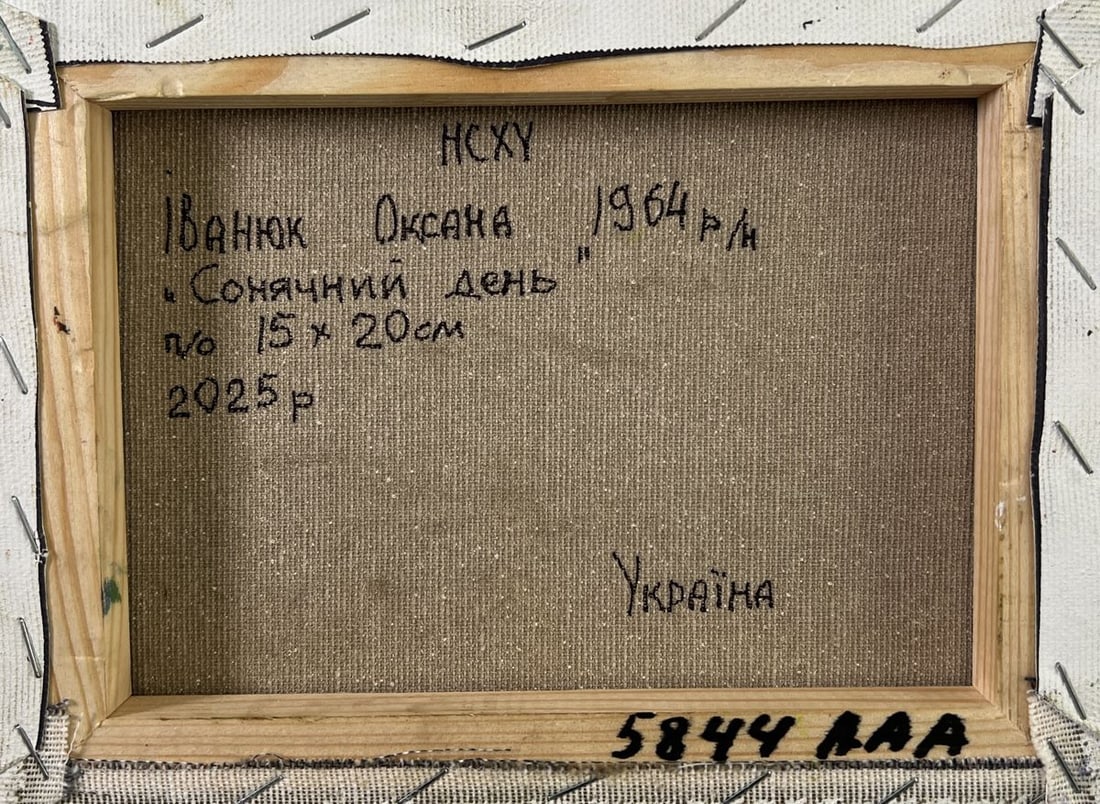 НСХУ
Іванюк Оксана 1964 р/н
„Сонячний день"
п/о 15 х 20 см
2025 р
Україна
5844 ААА